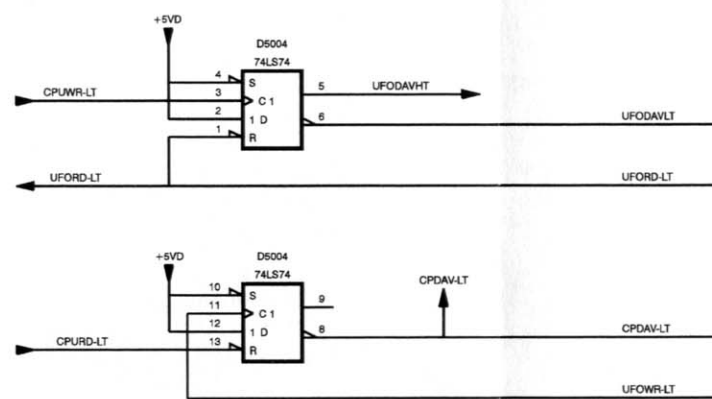 +5VD
D5004
74LS74
4 S
CPUWR-LT 3 C1 5 UFODAVHT
2 1D 6 UFODAVLT
1 R
UFORD-LT UFORD-LT
+5VD D5004
74LS74 CPDAV-LT
10 S
11 C1 9
12 1D 8 CPDAV-LT
CPURD-LT 13 R
UFOWR-LT